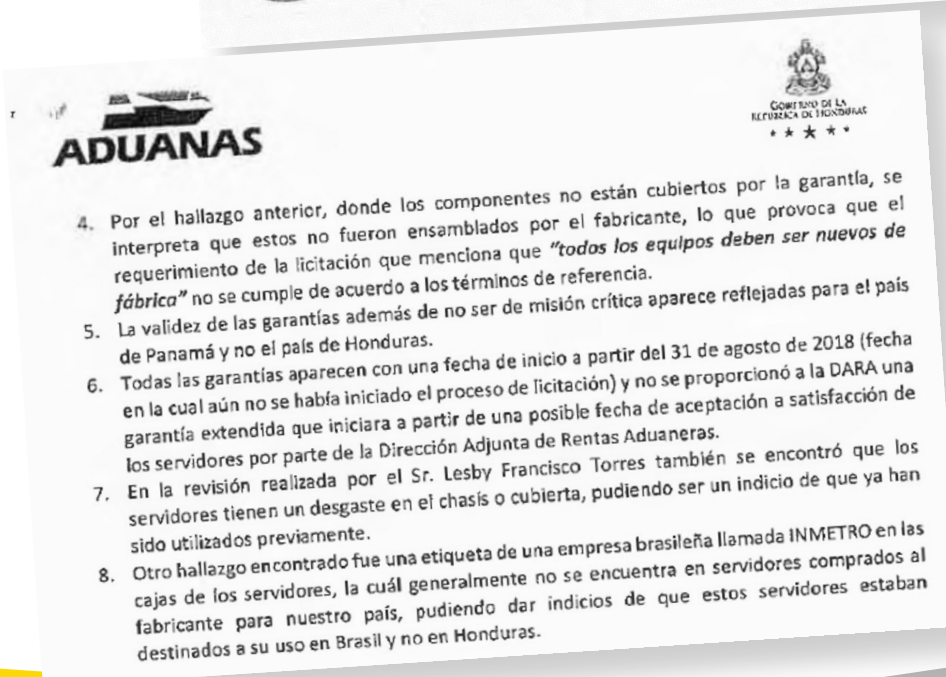 ADUANAS
GOBIERNO DE LA
REPÚBLICA DE HONDURAS
4. Por el hallazgo anterior, donde los componentes no están cubiertos por la garantía, se
interpreta que estos no fueron ensamblados por el fabricante, lo que provoca que el
requerimiento de la licitación que menciona que "todos los equipos deben ser nuevos de
fábrica" no se cumple de acuerdo a los términos de referencia.
5. La validez de las garantías además de no ser de misión crítica aparece reflejadas para el país
de Panamá y no el país de Honduras.
6. Todas las garantías aparecen con una fecha de inicio a partir del 31 de agosto de 2018 (fecha
en la cual aún no se había iniciado el proceso de licitación) y no se proporcionó a la DARA una
garantía extendida que iniciara a partir de una posible fecha de aceptación a satisfacción de
los servidores por parte de la Dirección Adjunta de Rentas Aduaneras.
7. En la revisión realizada por el Sr. Lesby Francisco Torres también se encontró que los
servidores tienen un desgaste en el chasís o cubierta, pudiendo ser un indicio de que ya han
sido utilizados previamente.
8. Otro hallazgo encontrado fue una etiqueta de una empresa brasileña llamada INMETRO en las
cajas de los servidores, la cuál generalmente no se encuentra en servidores comprados al
fabricante para nuestro país, pudiendo dar indicios de que estos servidores estaban
destinados a su uso en Brasil y no en Honduras.